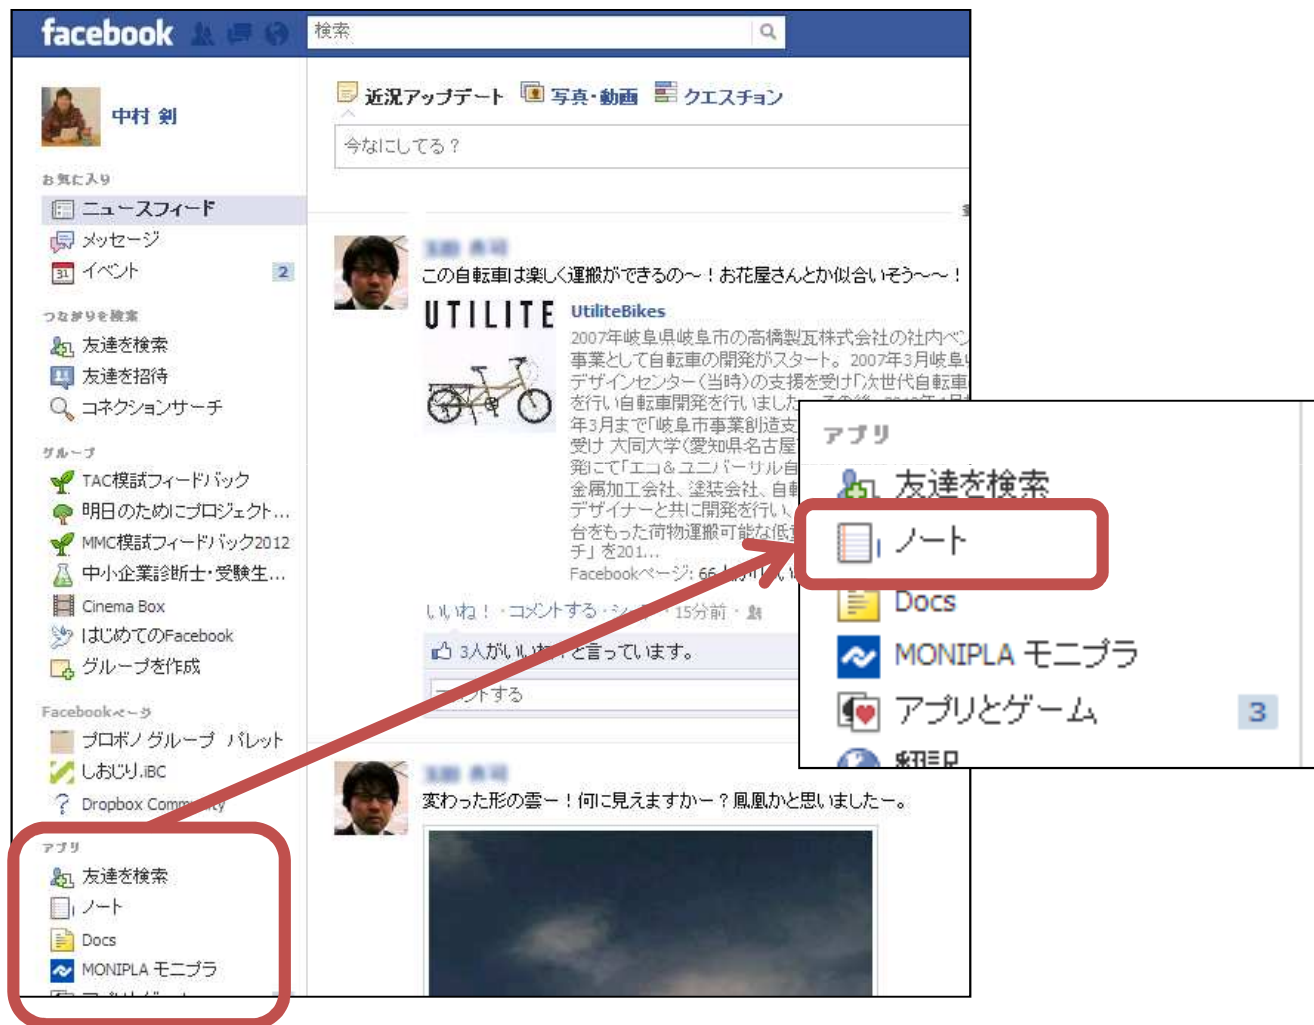 facebook
検索
中村 剣
お気に入り
ニュースフィード
メッセージ
イベント 2
つながりを検索
友達を検索
友達を招待
コネクションサーチ
グループ
TAC模試フィードバック
明日のためにプロジェクト...
MMC模試フィードバック2012
中小企業診断士・受験生...
Cinema Box
はじめてのFacebook
グループを作成
Facebookページ
プロボノ グループ パレット
しおじり.iBC
Dropbox Community
アプリ
友達を検索
ノート
Docs
MONIPLA モニプラ
近況アップデート 写真・動画 クエスチョン
今なにしてる？
この自転車は楽しく運搬ができるの～！お花屋さんとか似合いそう～～！
UTILITE
UtiliteBikes
2007年岐阜県岐阜市の高橋製瓦株式会社の社内ベン
事業として自転車の開発がスタート。2007年3月岐阜
デザインセンター（当時）の支援を受け「次世代自転車
を行い自転車開発を行いました
年3月まで「岐阜市事業創造支
受け 大同大学（愛知県名古屋
発にて「エコ＆ユニバーサル自
金属加工会社、塗装会社、自
デザイナーと共に開発を行い、
台をもった荷物運搬可能な低
チ」を201...
Facebookページ: 66
いいね！・コメントする・シェア・15分前・
3人がいいね！と言っています。
コメントする
変わった形の雲ー！何に見えますかー？鳳凰かと思いましたー。
アプリ
友達を検索
ノート
Docs
MONIPLA モニプラ
アプリとゲーム 3
翻訳